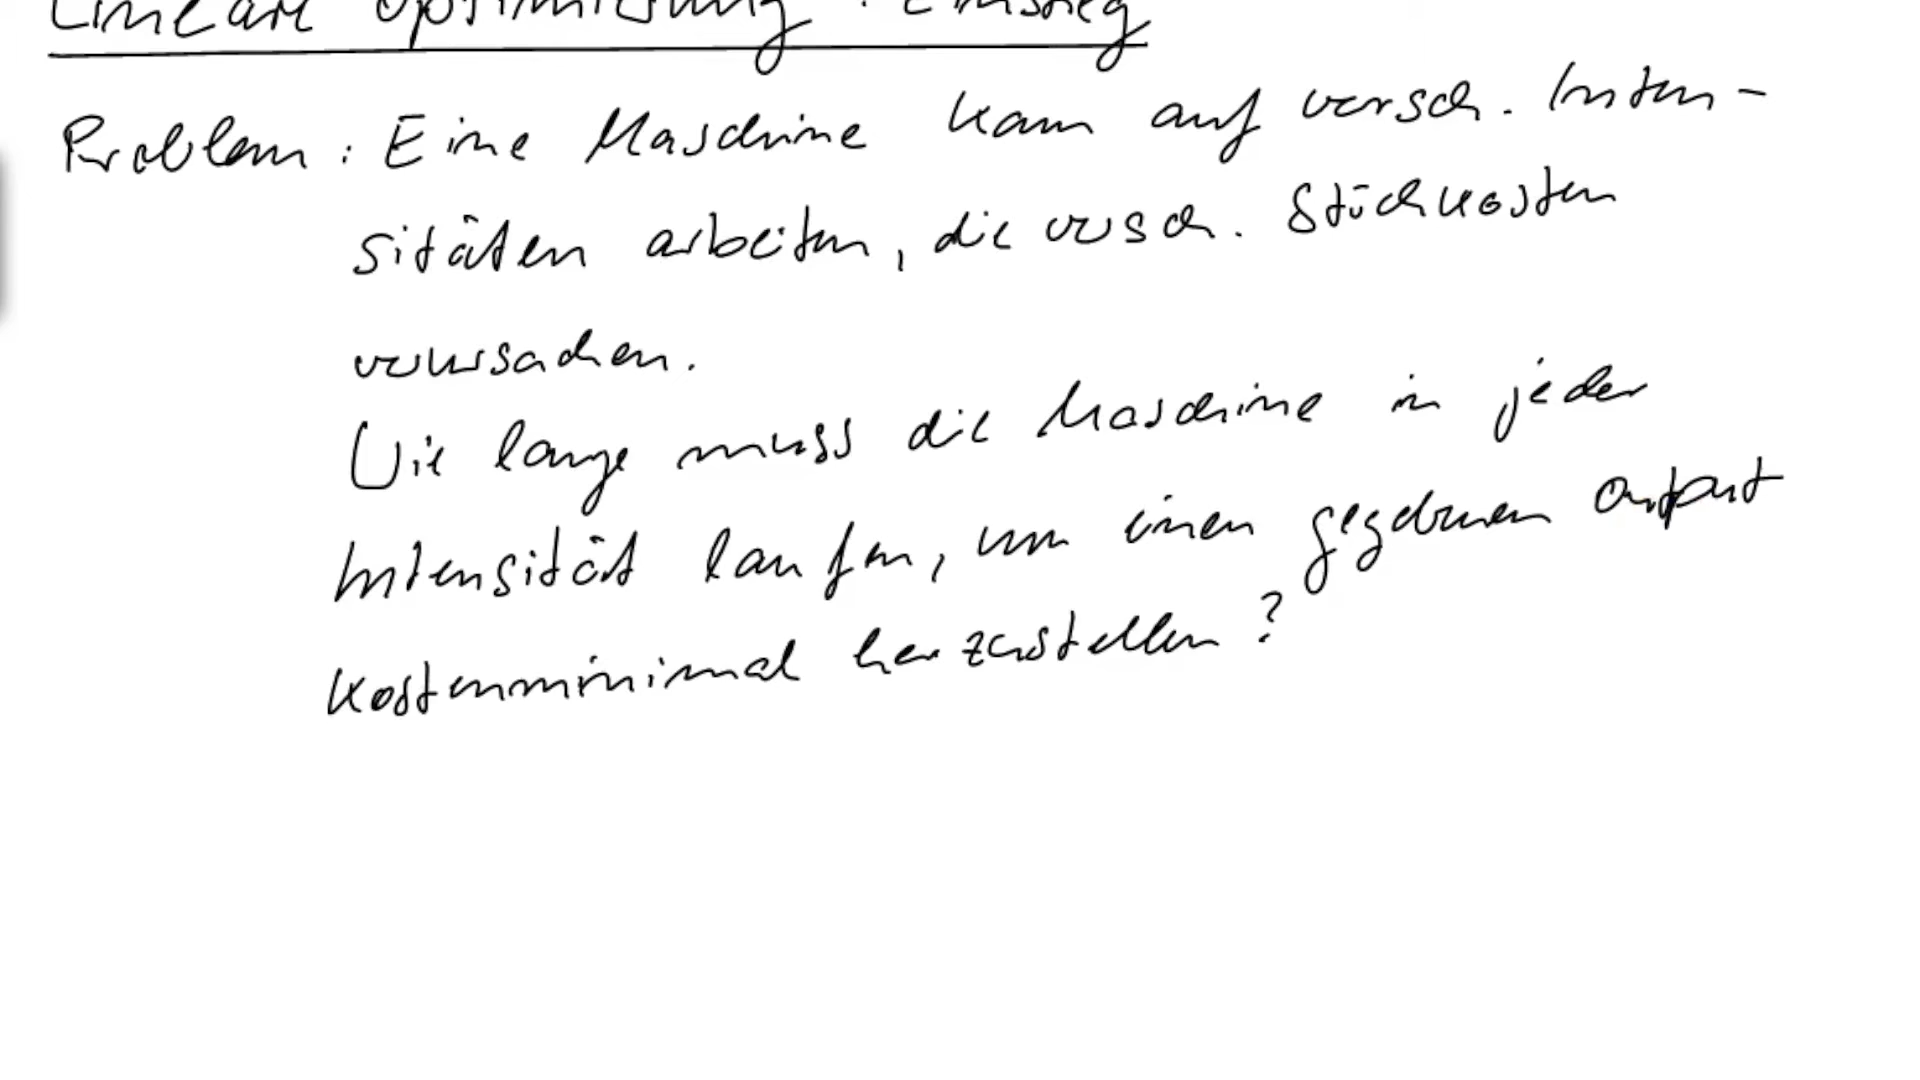 Lineare Optimierung: Einstieg
Problem: Eine Maschine kann auf versch. Inten-
sitäten arbeiten, die versch. Stückkosten
verursachen.
Wie lange muss die Maschine in jeder
Intensität laufen, um einen gegebenen Output
kostenminimal herzustellen?